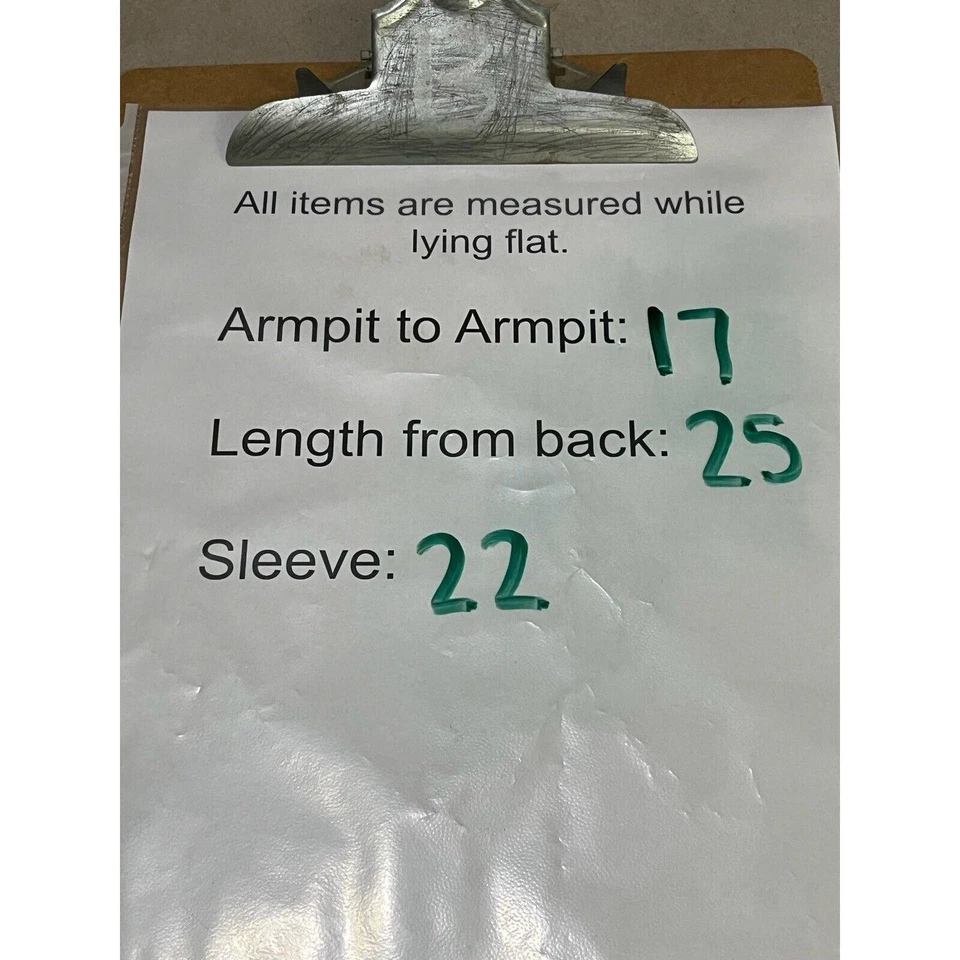 All items are measured while
lying flat.
Armpit to Armpit: 17
Length from back: 25
Sleeve: 22